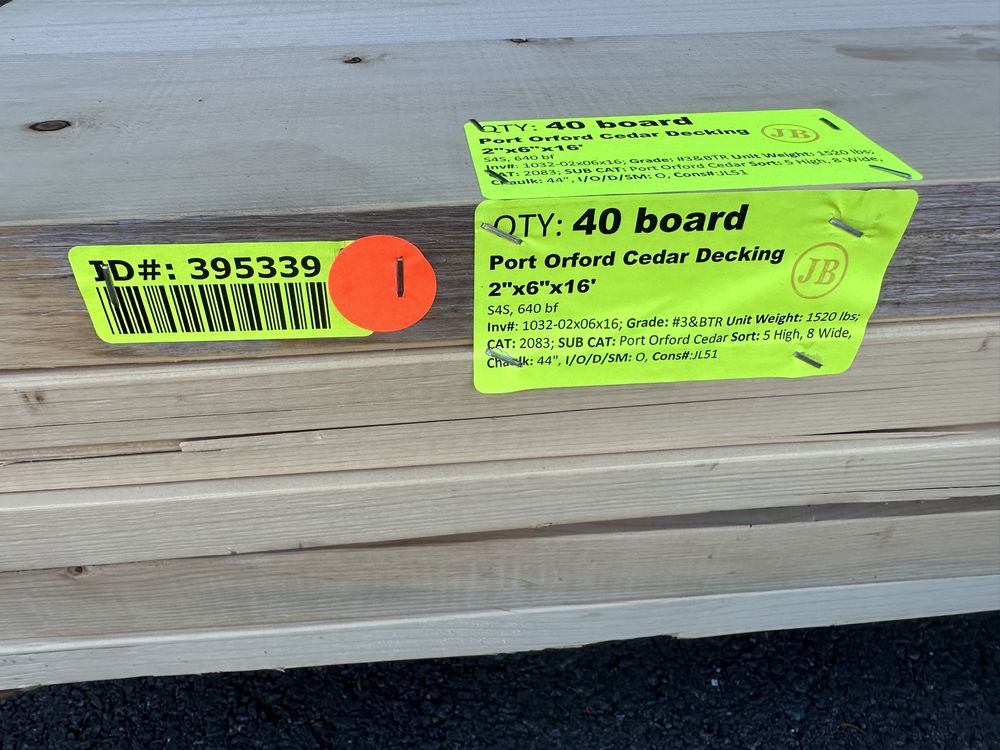 QTY: 40 board
Port Orford Cedar Decking
2"x6"x16'
S4S, 640 bf
Inv#: 1032-02x06x16; Grade: #3&BTR Unit Weight: 1520 lbs;
CAT: 2083; SUB CAT: Port Orford Cedar Sort: 5 High, 8 Wide,
Chaulk: 44", I/O/D/SM: O, Cons#:JL51
JB
ID#: 395339
QTY: 40 board
Port Orford Cedar Decking
2"x6"x16'
S4S, 640 bf
Inv#: 1032-02x06x16; Grade: #3&BTR Unit Weight: 1520 lbs;
CAT: 2083; SUB CAT: Port Orford Cedar Sort: 5 High, 8 Wide,
Chaulk: 44", I/O/D/SM: O, Cons#:JL51
JB